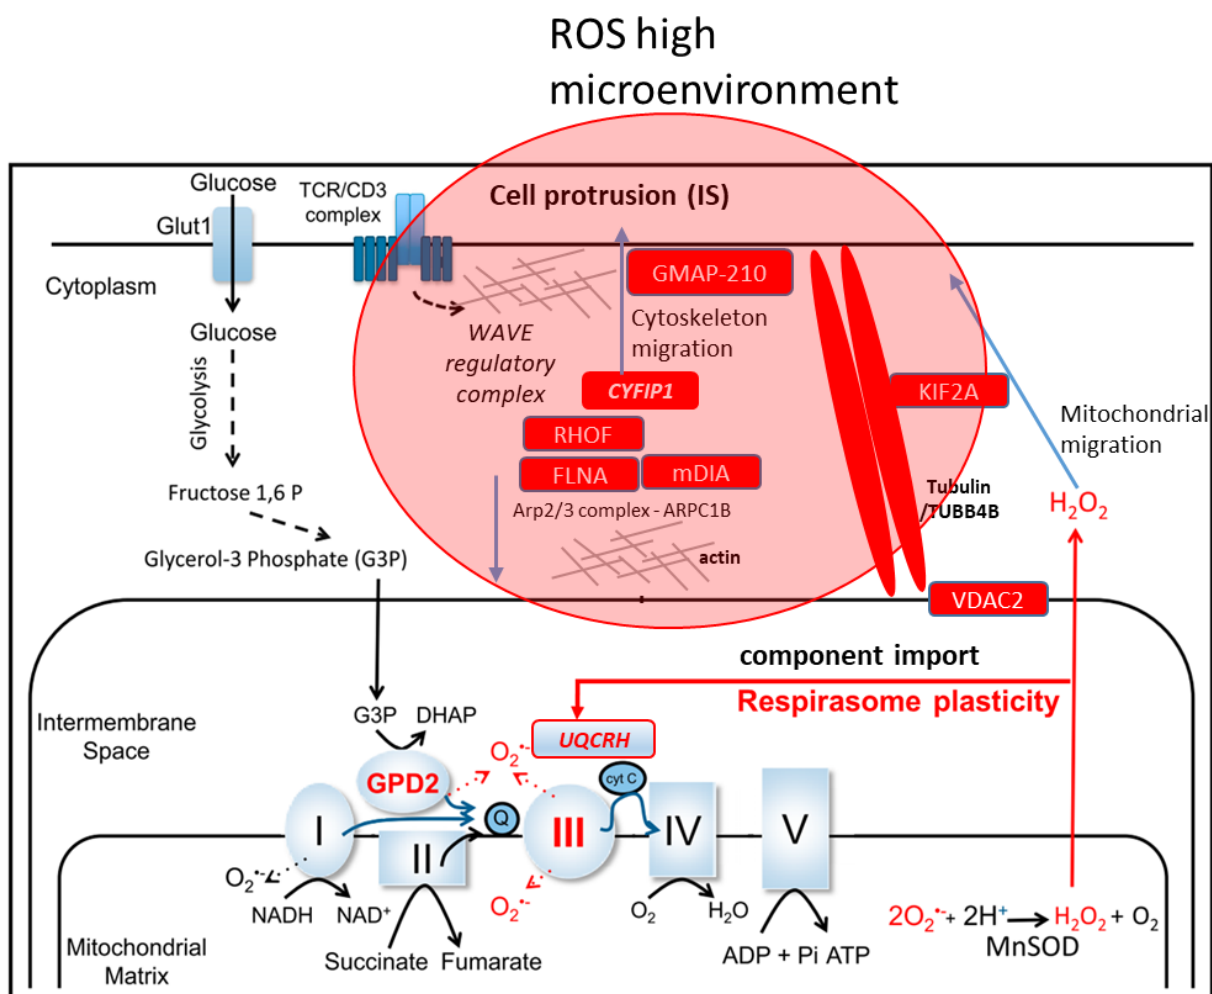 ROS high
microenvironment
Glucose
Glut1
TCR/CD3
complex
Cell protrusion (IS)
Cytoplasm
GMAP-210
Cytoskeleton
migration
WAVE
regulatory
complex
CYFIP1
RHOF
FLNA
mDIA
Arp2/3 complex - ARPC1B
actin
KIF2A
Mitochondrial
migration
Tubulin
/TUBB4B
H₂O₂
VDAC2
Glucose
Glycolysis
Fructose 1,6 P
Glycerol-3 Phosphate (G3P)
component import
Respirasome plasticity
Intermembrane
Space
G3P
DHAP
GPD2
O₂•-
UQCRH
cyt C
Q
I
II
III
IV
V
O₂•-
NADH
NAD⁺
O₂•-
O₂
H₂O
Succinate
Fumarate
ADP + Pi ATP
2O₂•- + 2H⁺ H₂O₂ + O₂
MnSOD
Mitochondrial
Matrix